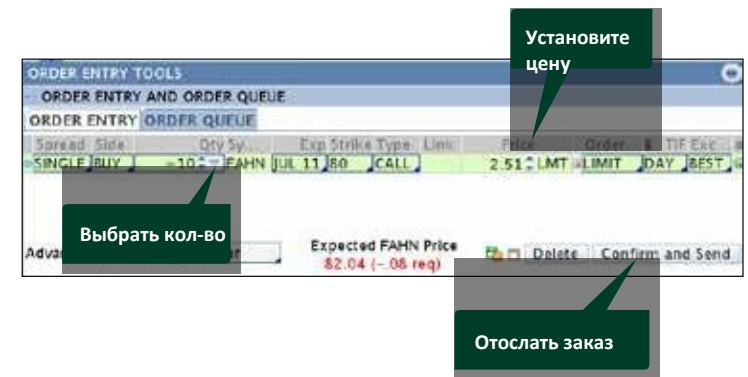 Установите
цену
ORDER ENTRY TOOLS
ORDER ENTRY AND ORDER QUEUE
ORDER ENTRY ORDER QUEUE
Spread Side Qty Sy... Exp Strike Type Link Price Order TIF Exc
SINGLE BUY +10 FAHN JUL 11 80 CALL 2.51 LMT LIMIT DAY BEST
Выбрать кол-во
Expected FAHN Price
82.04 (-.08 req)
Delete Confirm and Send
Отослать заказ